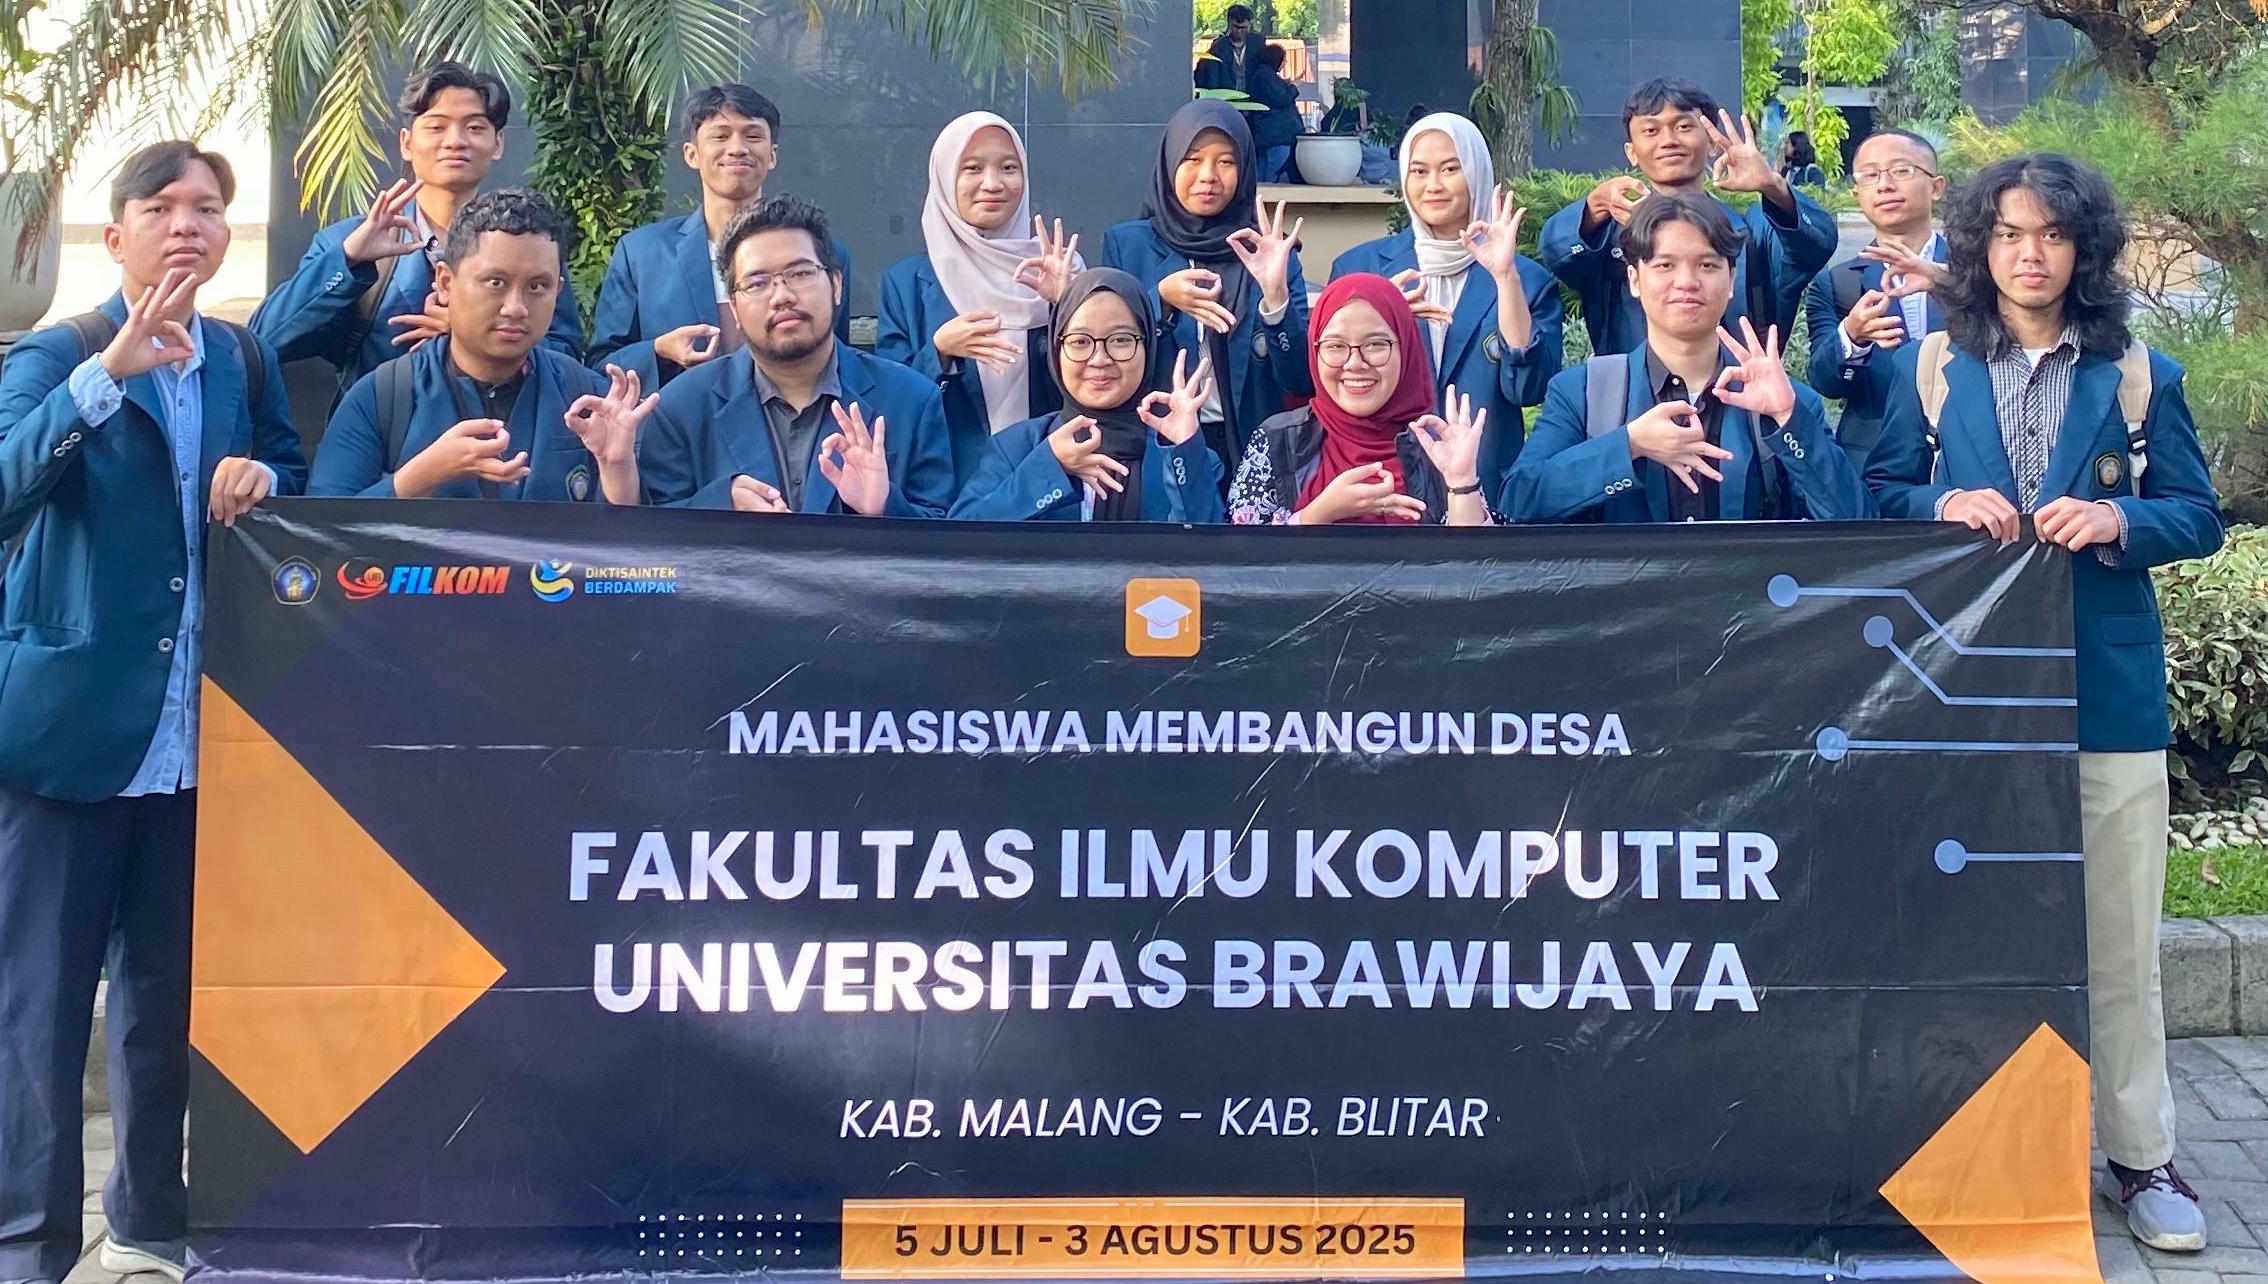 UB FILKOM
DIKTISAINTEK
BERDAMPAK
MAHASISWA MEMBANGUN DESA
FAKULTAS ILMU KOMPUTER
UNIVERSITAS BRAWIJAYA
KAB. MALANG - KAB. BLITAR
5 JULI - 3 AGUSTUS 2025